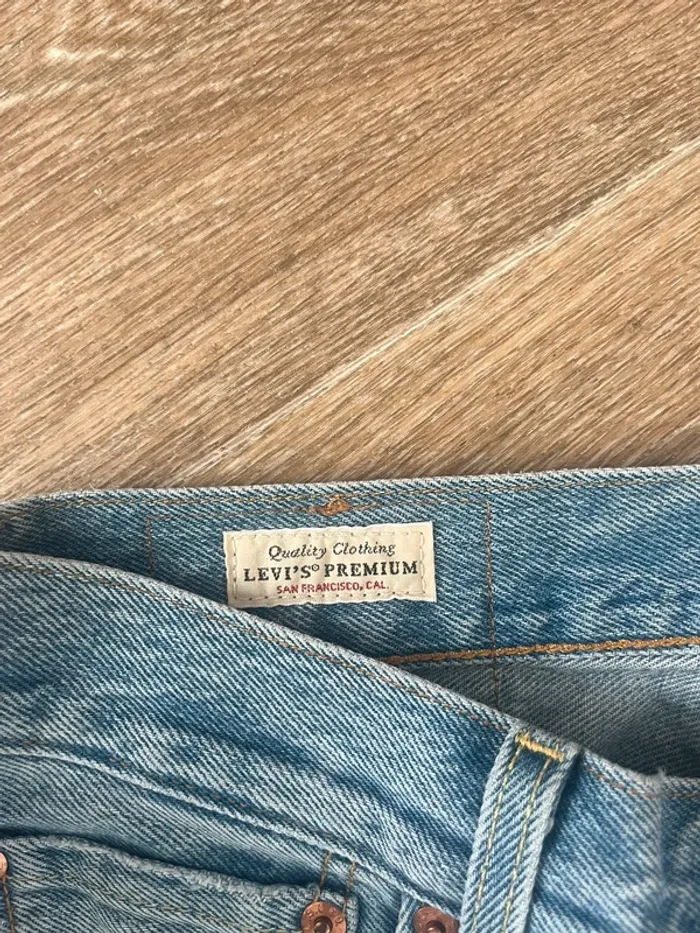 Quality Clothing
LEVI'S® PREMIUM
SAN FRANCISCO, CAL.